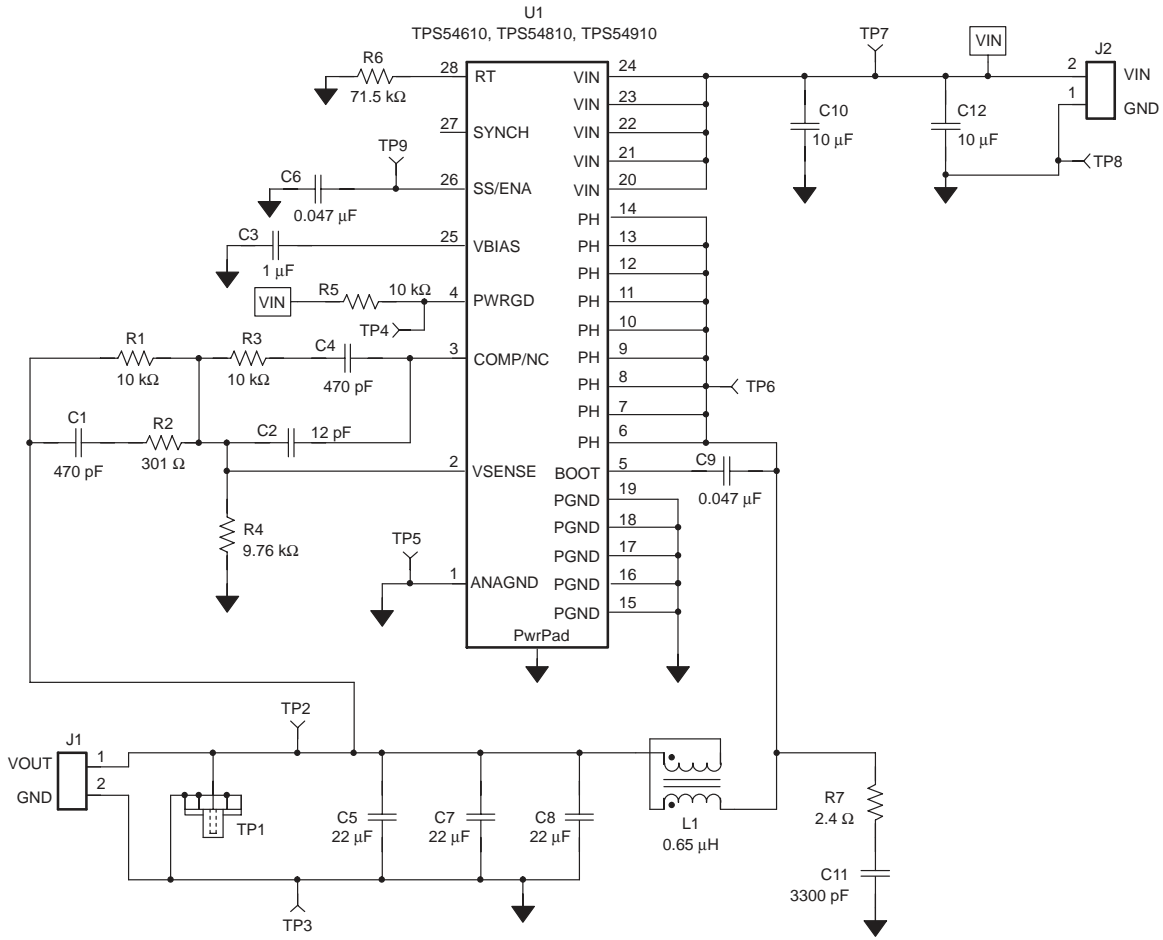 U1
TPS54610, TPS54810, TPS54910
R6
71.5 kΩ
28 RT
27 SYNCH
TP9
C6
0.047 μF
26 SS/ENA
C3
1 μF
25 VBIAS
VIN
R5
10 kΩ
4 PWRGD
TP4
R1
10 kΩ
R3
10 kΩ
C4
470 pF
3 COMP/NC
C1
470 pF
R2
301 Ω
C2
12 pF
2 VSENSE
R4
9.76 kΩ
TP5
1 ANAGND
PwrPad
VIN 24
VIN 23
VIN 22
VIN 21
VIN 20
PH 14
PH 13
PH 12
PH 11
PH 10
PH 9
PH 8
PH 7
PH 6
BOOT 5
PGND 19
PGND 18
PGND 17
PGND 16
PGND 15
TP7
VIN
J2
2 VIN
1 GND
C10
10 μF
C12
10 μF
TP8
TP6
C9
0.047 μF
TP2
J1
VOUT 1
GND 2
TP1
C5
22 μF
C7
22 μF
C8
22 μF
L1
0.65 μH
R7
2.4 Ω
C11
3300 pF
TP3